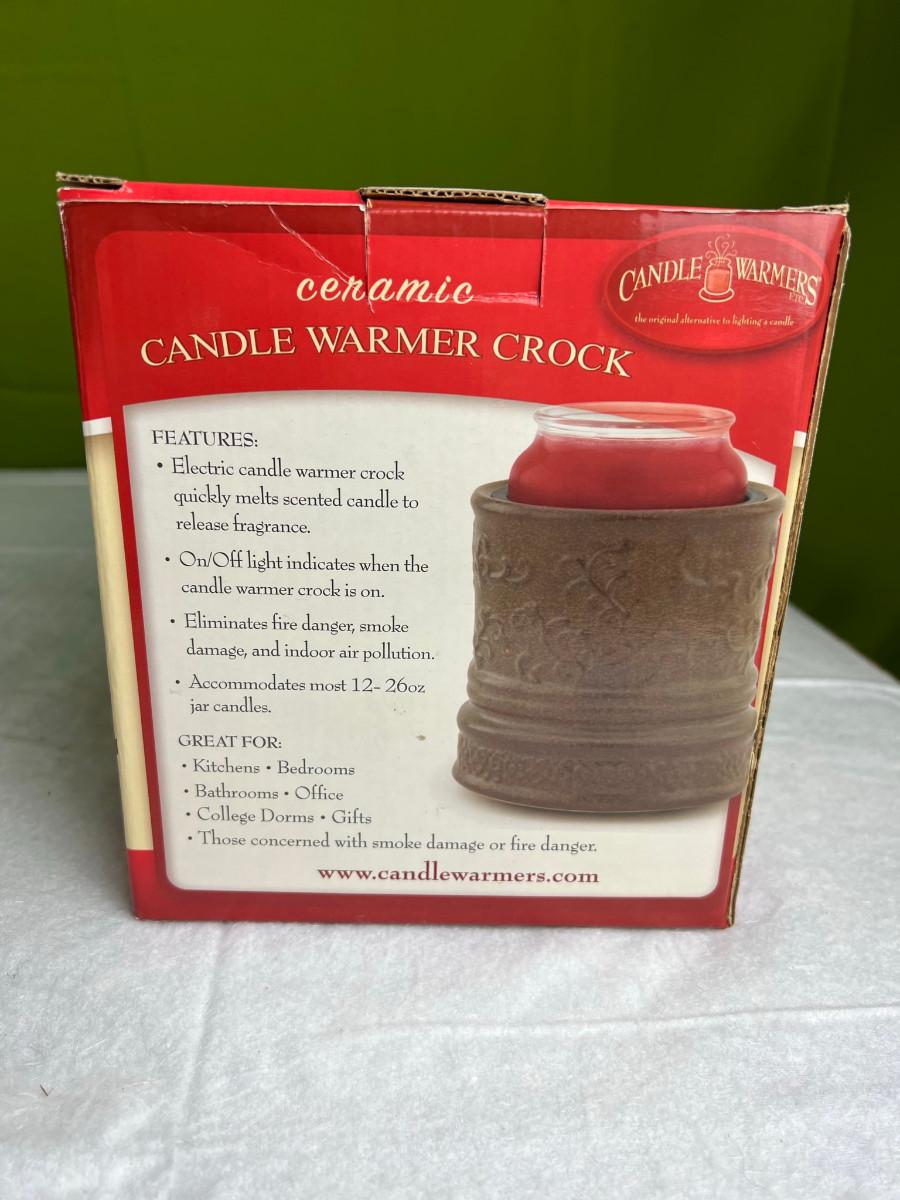 ceramic
CANDLE WARMER CROCK
CANDLE WARMERS
ETC.
the original alternative to lighting a candle
FEATURES:
• Electric candle warmer crock
quickly melts scented candle to
release fragrance.
• On/Off light indicates when the
candle warmer crock is on.
• Eliminates fire danger, smoke
damage, and indoor air pollution.
• Accommodates most 12- 26oz
jar candles.
GREAT FOR:
• Kitchens • Bedrooms
• Bathrooms • Office
• College Dorms • Gifts
• Those concerned with smoke damage or fire danger.
www.candlewarmers.com